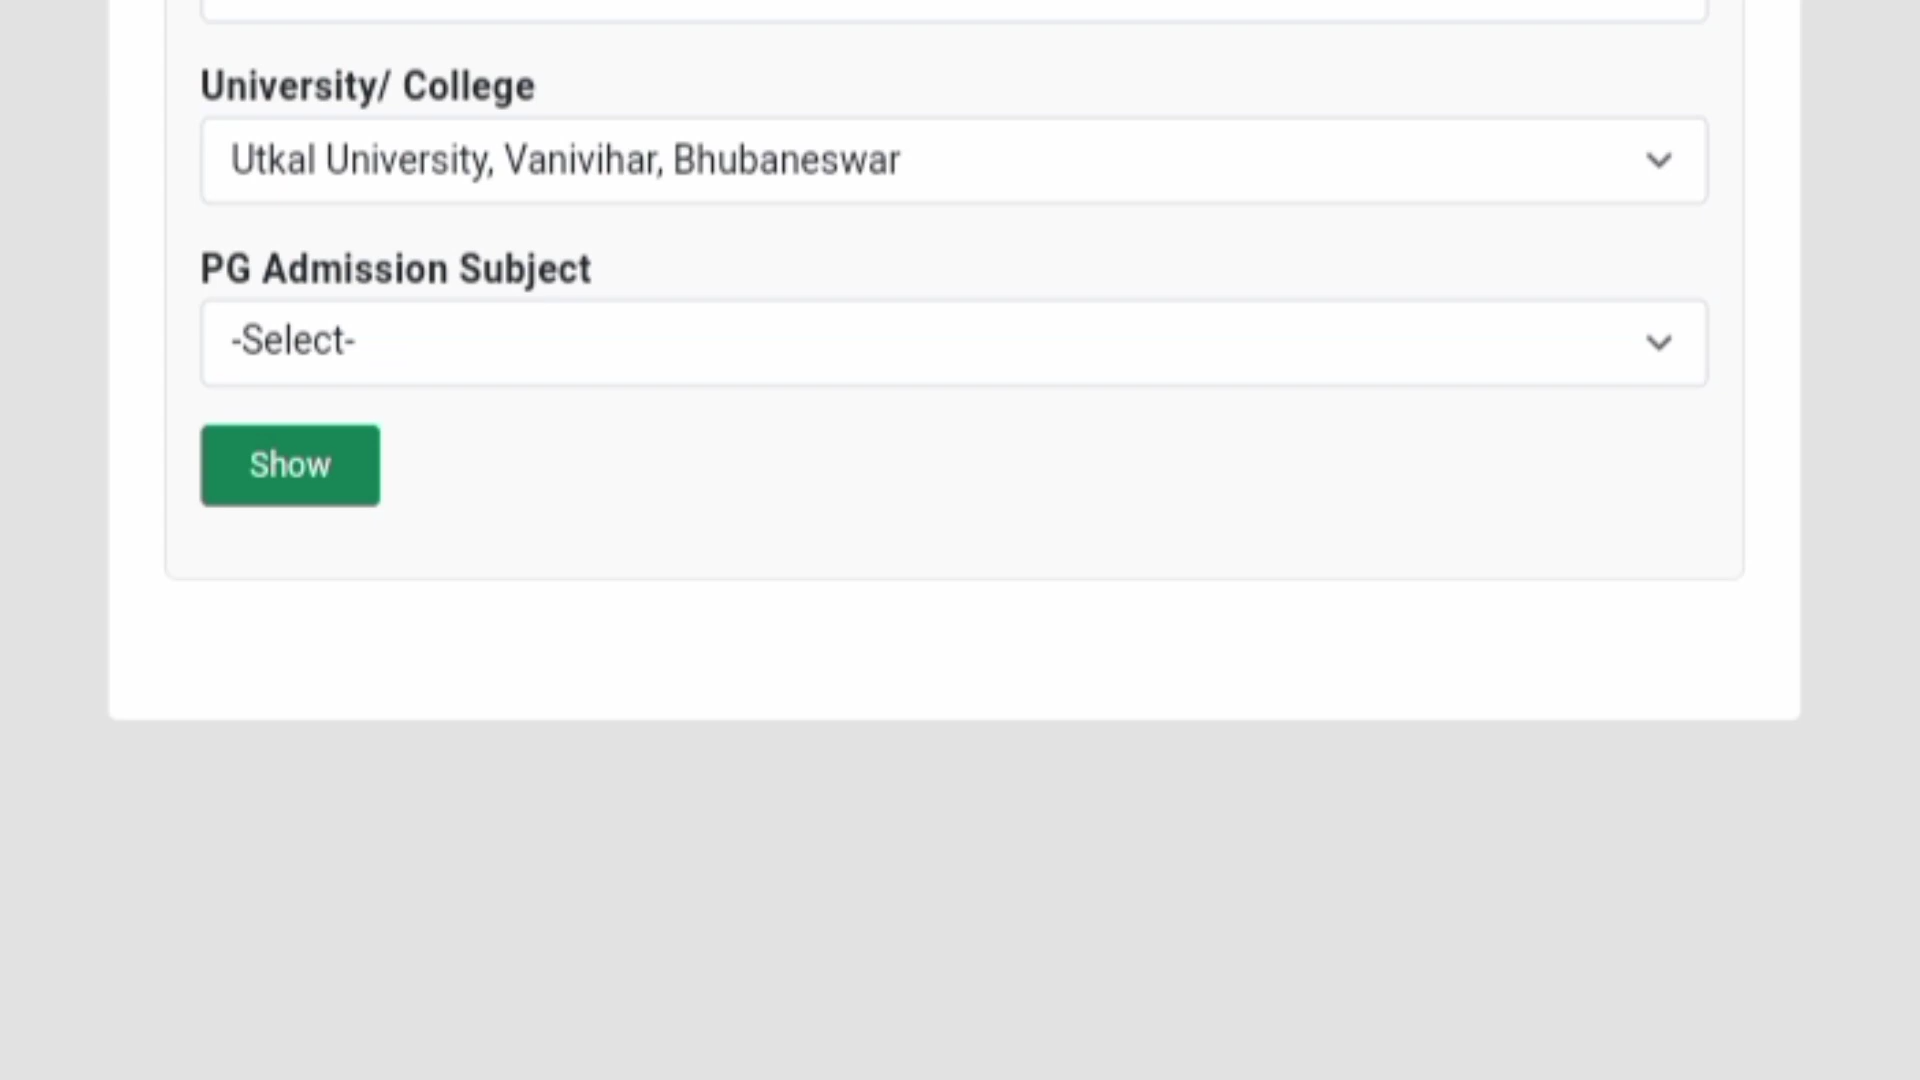 University/ College
Utkal University, Vanivihar, Bhubaneswar
PG Admission Subject
-Select-
Show